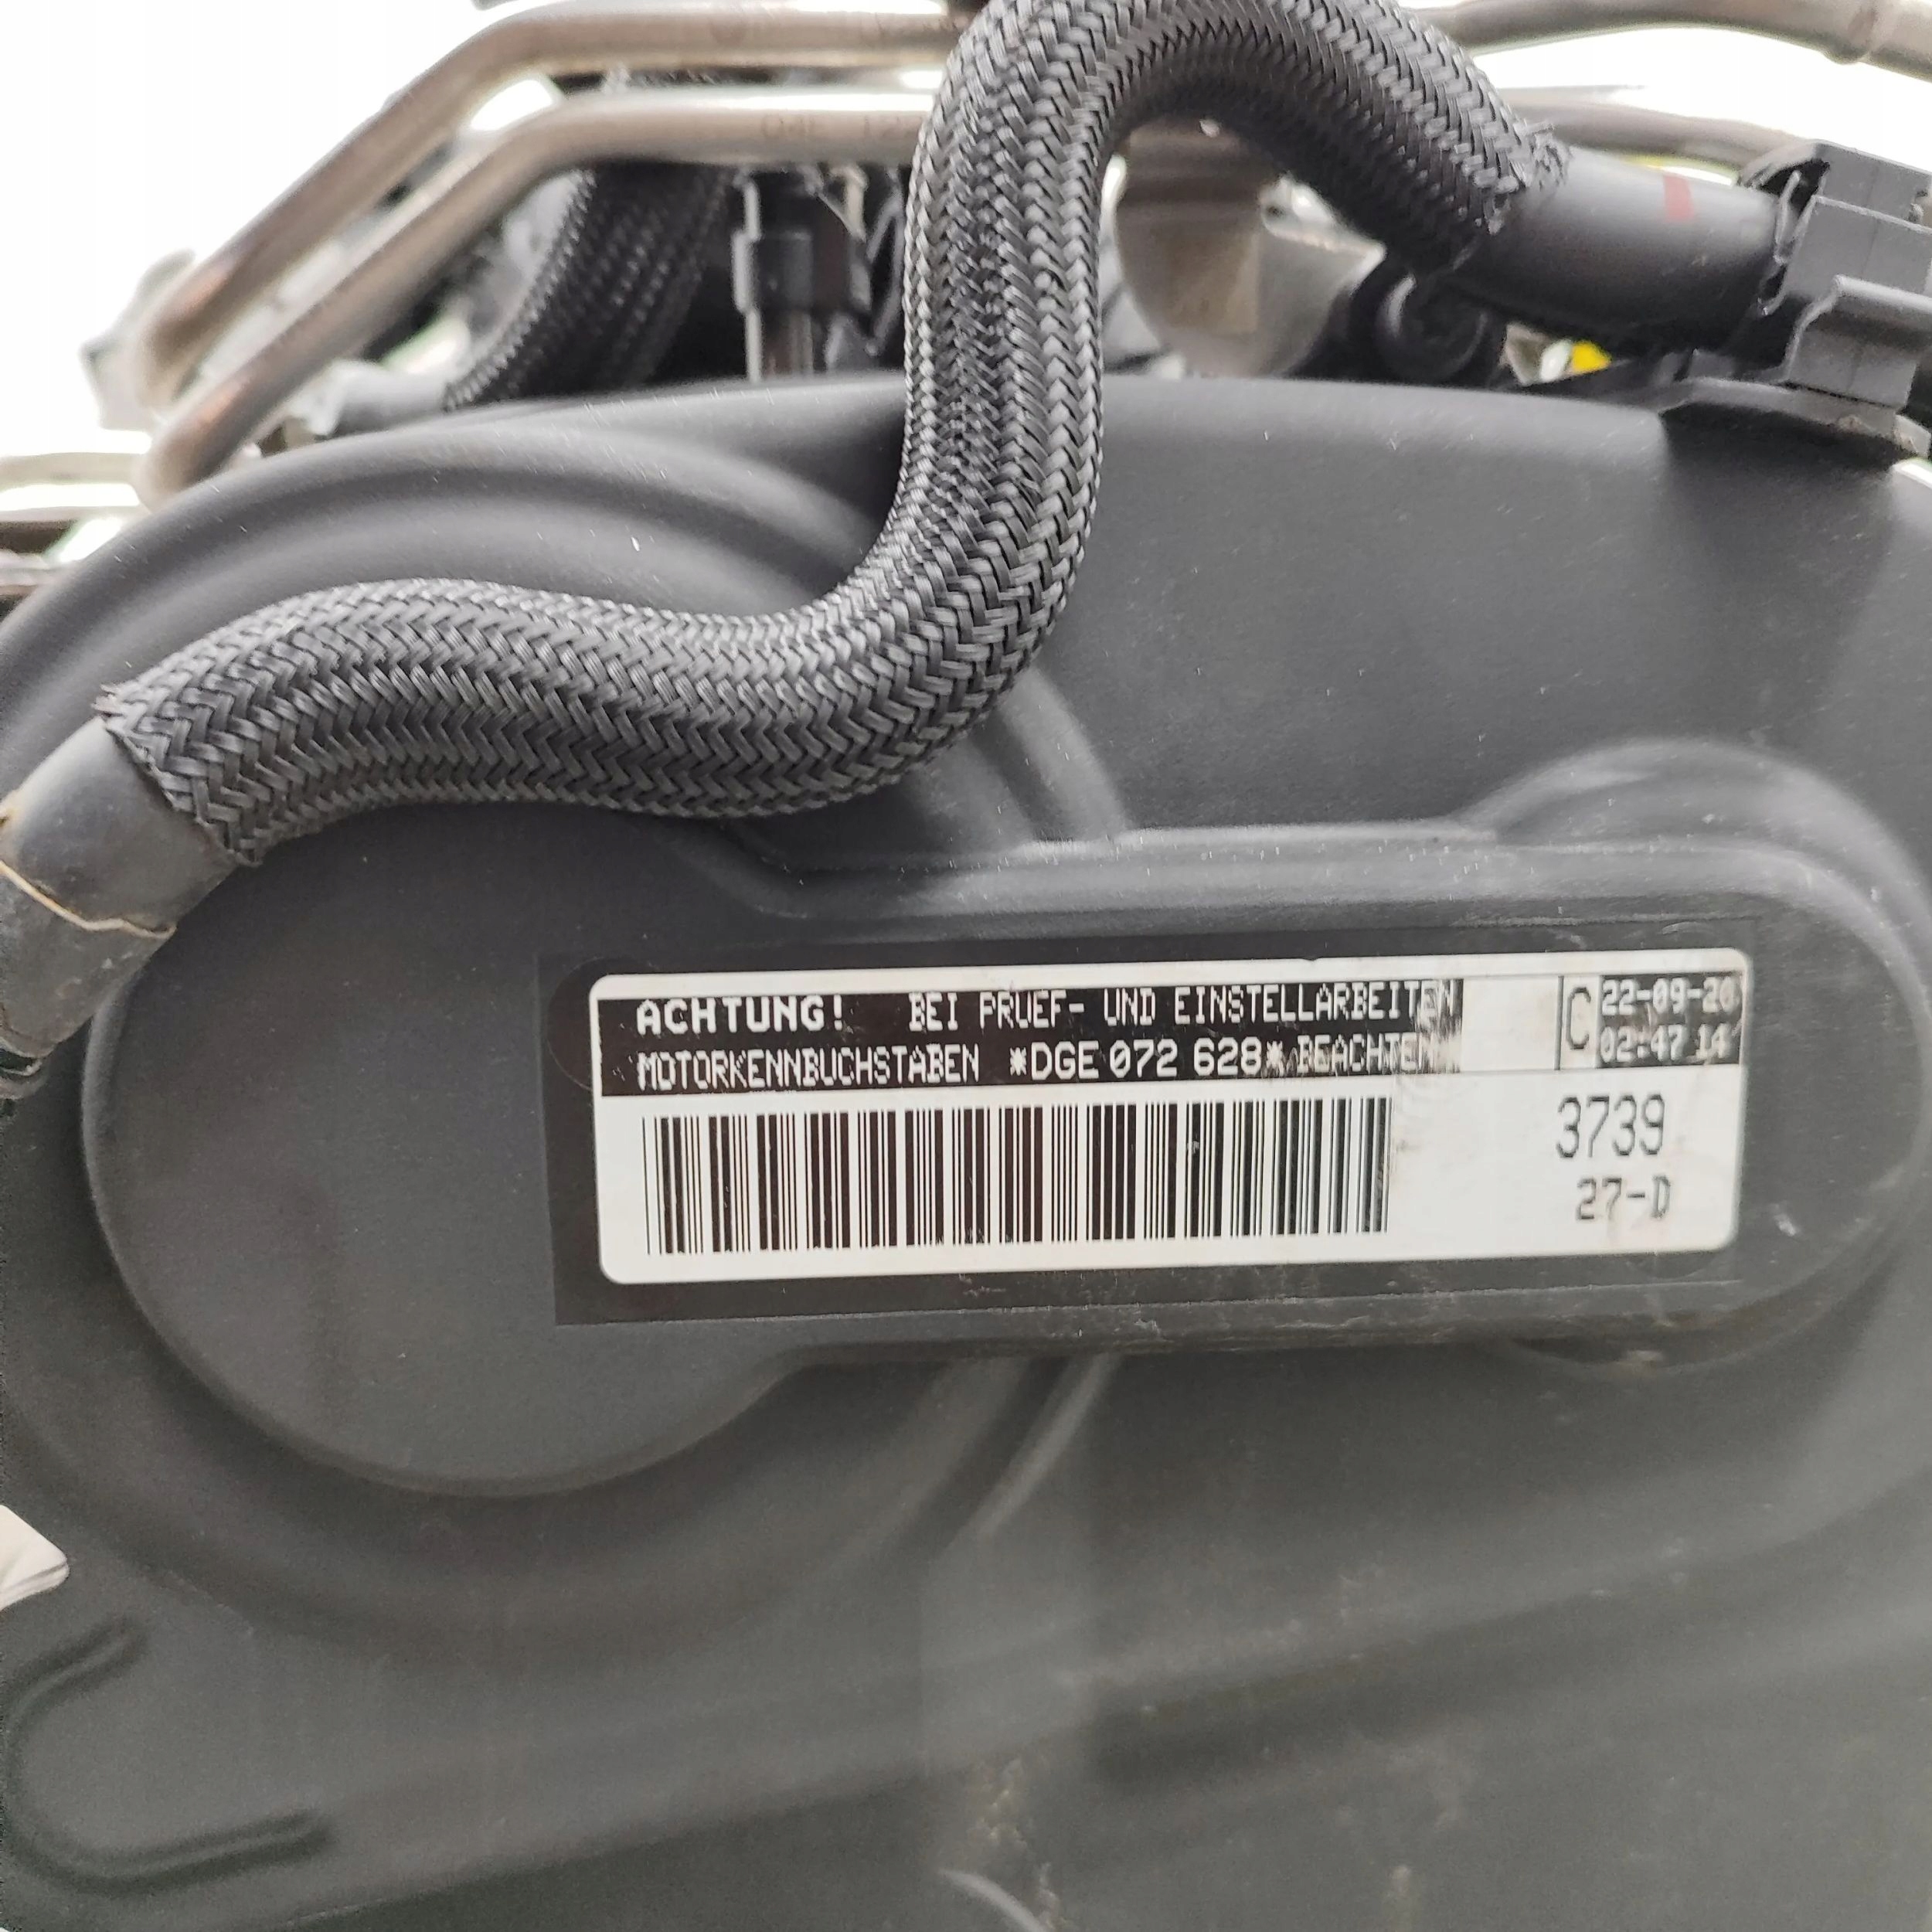 ACHTUNG! BEI PRUEF- UND EINSTELLARBEITEN
MOTORKENNBUCHSTABEN *DGE 072 628* BEACHTEN
C
22-09-20
02:47 14
3739
27-D